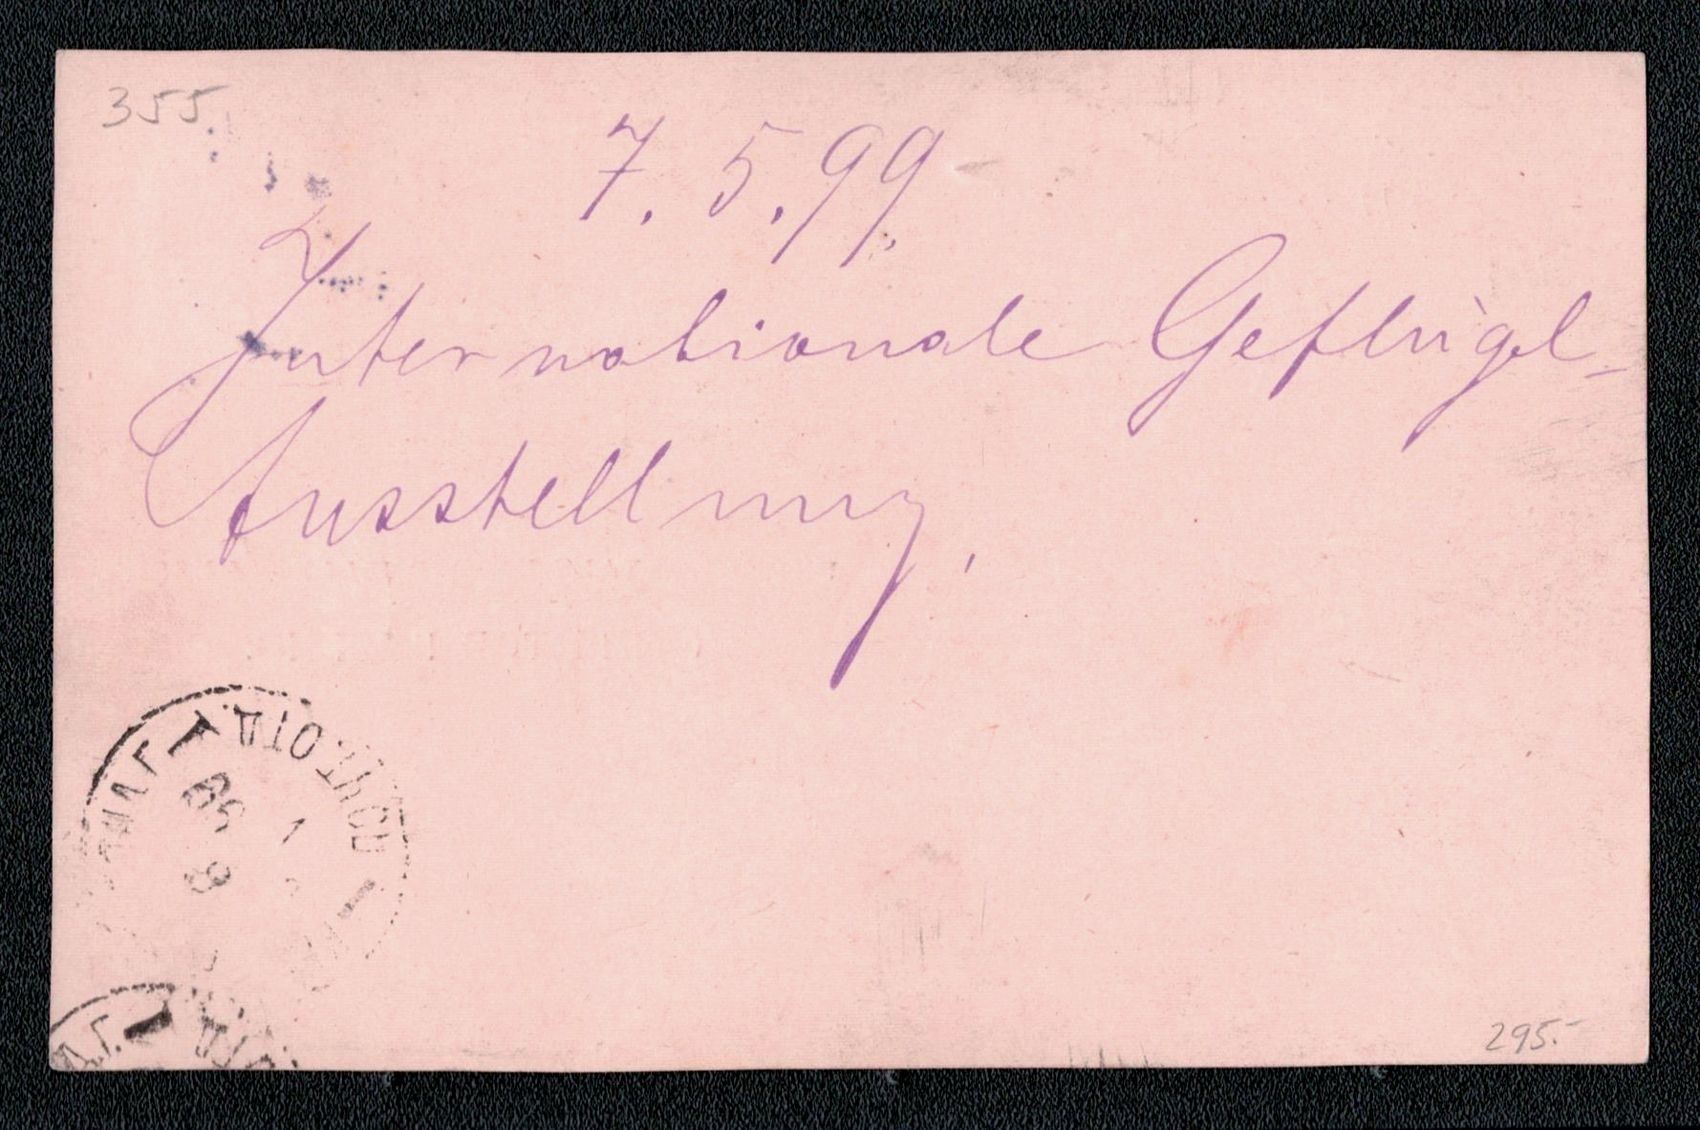 355.
7. 5. 99.
Internationale Geflügel-
Ausstellung.
295.-